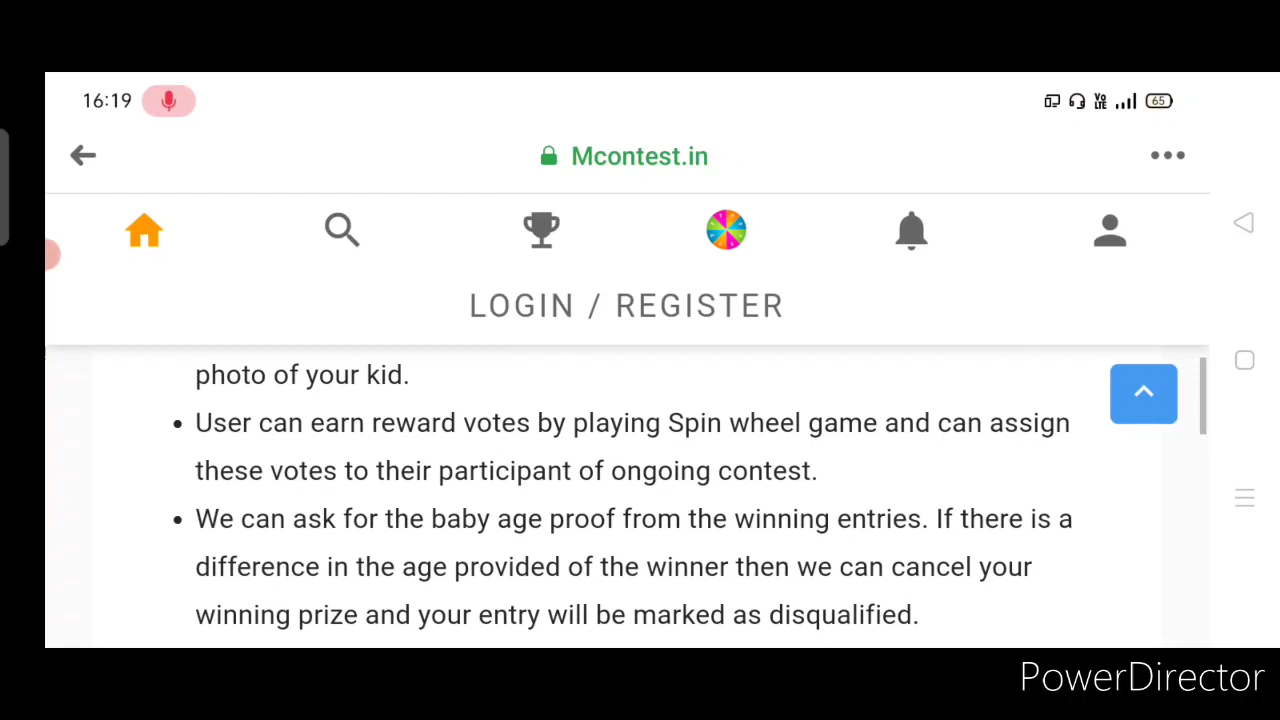 16:19 Vo LTE 65
Mcontest.in
LOGIN / REGISTER
photo of your kid.
• User can earn reward votes by playing Spin wheel game and can assign
these votes to their participant of ongoing contest.
• We can ask for the baby age proof from the winning entries. If there is a
difference in the age provided of the winner then we can cancel your
winning prize and your entry will be marked as disqualified.
PowerDirector